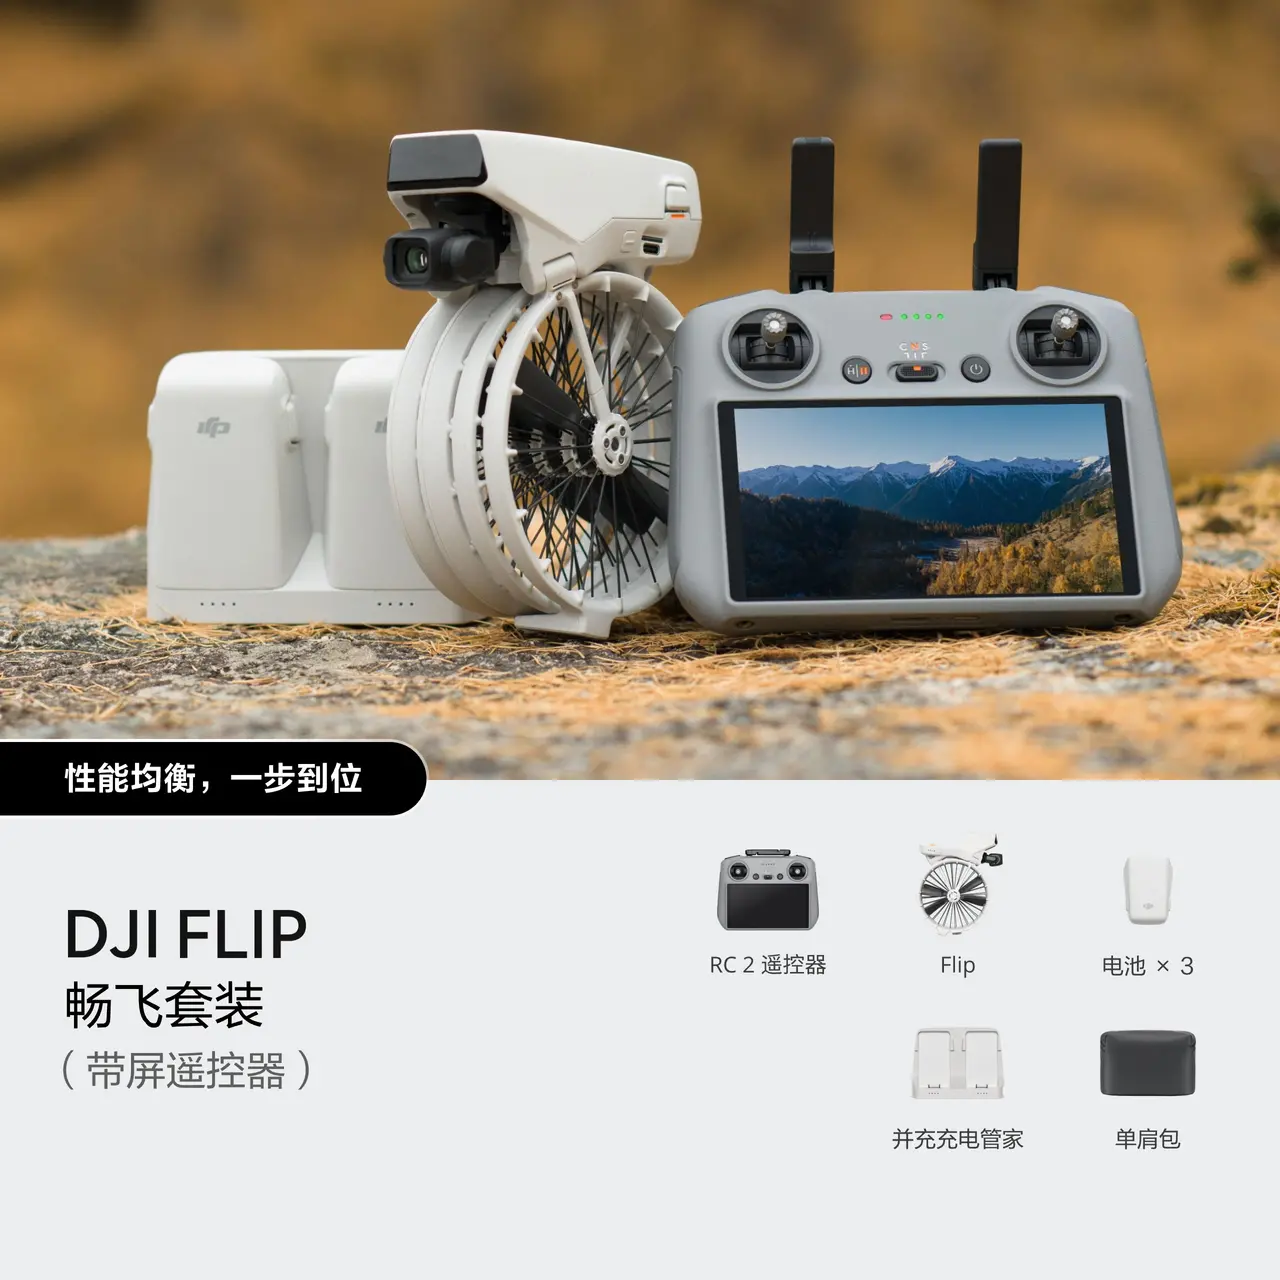 C N S
性能均衡，一步到位
DJI FLIP
畅飞套装
（带屏遥控器）
RC 2 遥控器
Flip
电池 × 3
并充充电管家
单肩包